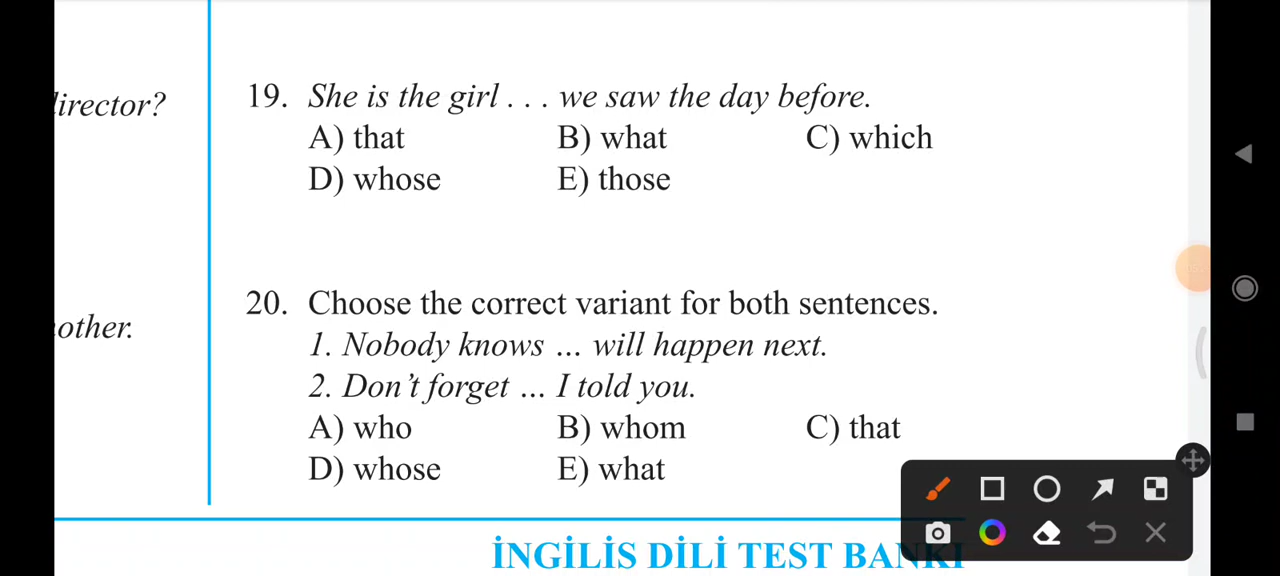 director?
other.
19. She is the girl . . . we saw the day before.
A) that B) what C) which
D) whose E) those
20. Choose the correct variant for both sentences.
1. Nobody knows ... will happen next.
2. Don't forget ... I told you.
A) who B) whom C) that
D) whose E) what
İNGİLİS DİLİ TEST BANKI